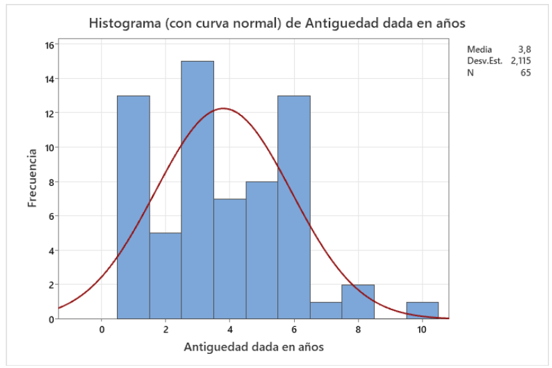 Histograma (con curva normal) de Antiguedad dada en años
Media 3,8
Desv.Est. 2,115
N 65
16
14
12
10
8
6
4
2
0
Frecuencia
0 2 4 6 8 10
Antiguedad dada en años